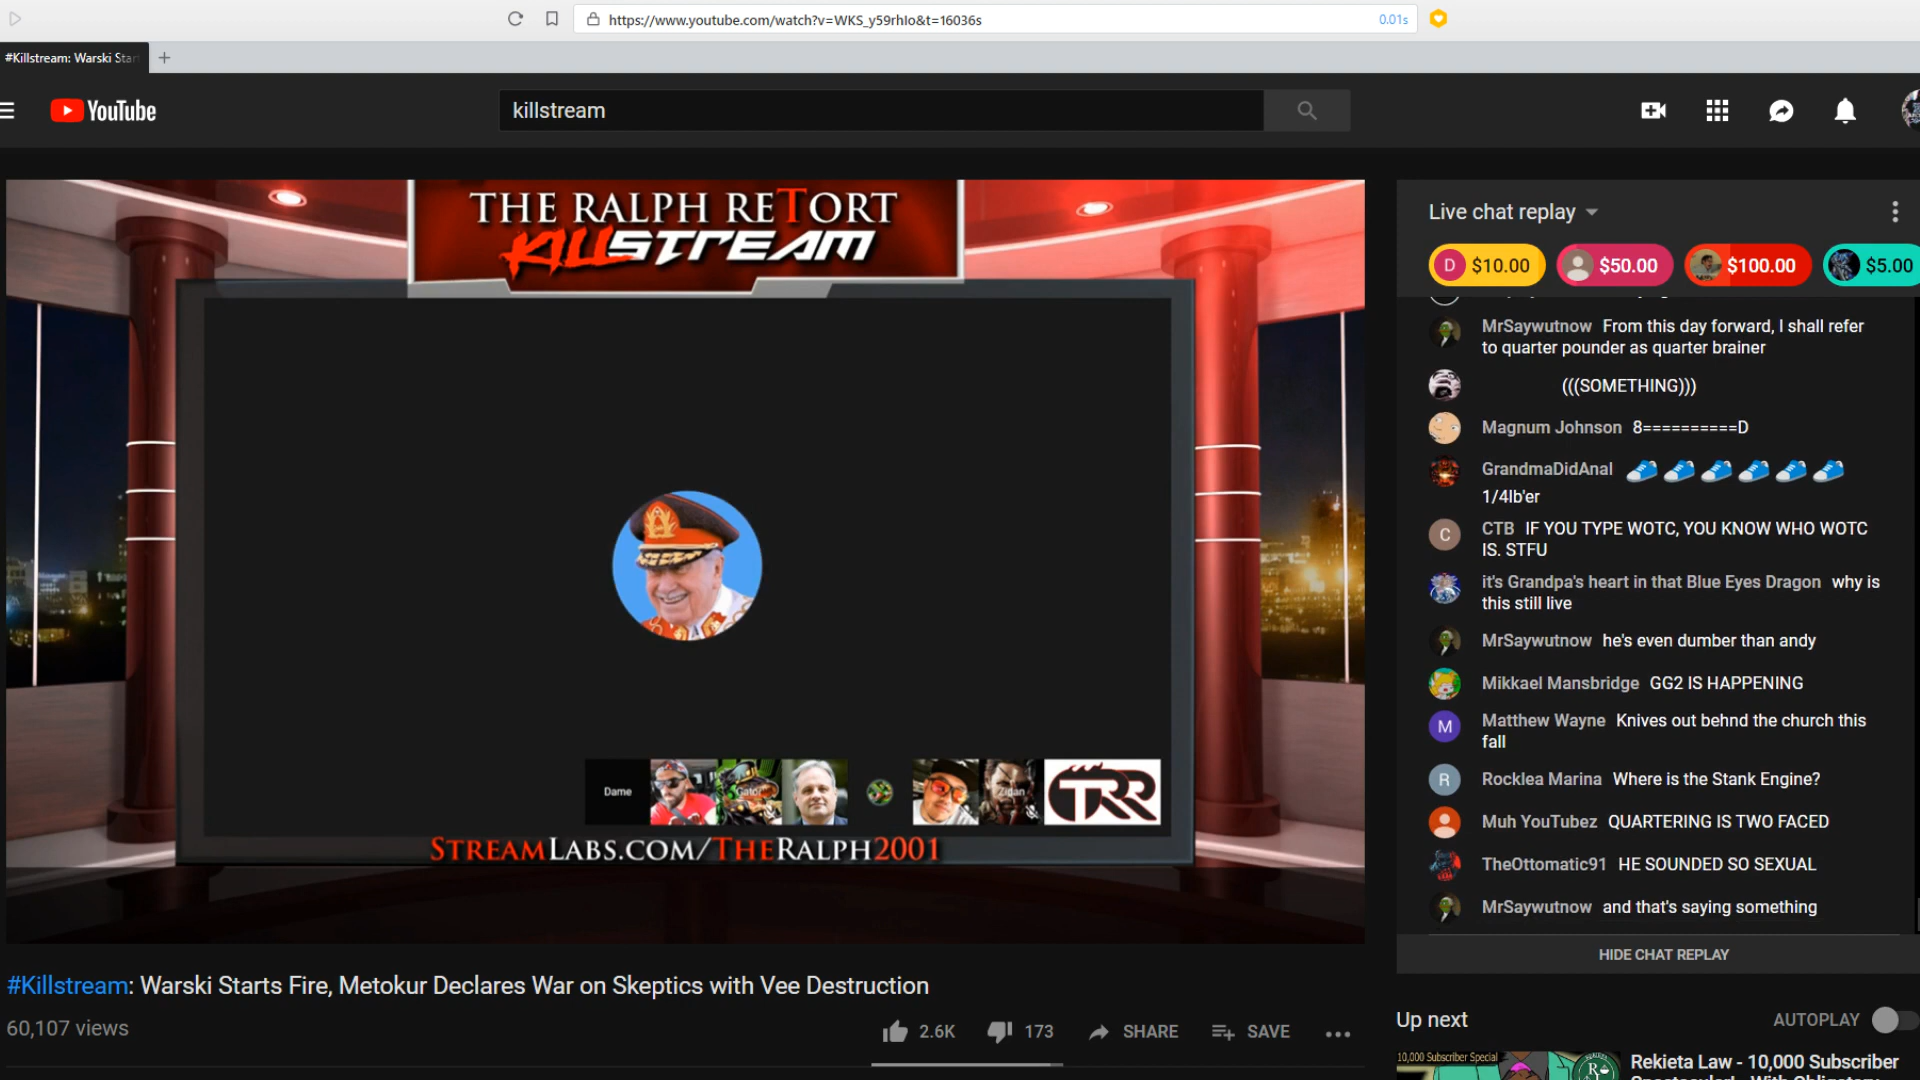 https://www.youtube.com/watch?v=WKS_y59rhIo&t=16036s
0.01s
#Killstream: Warski Star
YouTube
killstream
THE RALPH RETORT
KILLSTREAM
Dame
Gator
Zidan
TRR
STREAMLABS.COM/THERALPH2001
Live chat replay
D $10.00
$50.00
$100.00
$5.00
MrSaywutnow From this day forward, I shall refer
to quarter pounder as quarter brainer
(((SOMETHING)))
Magnum Johnson 8==========D
GrandmaDidAnal
1/4lb'er
C
CTB IF YOU TYPE WOTC, YOU KNOW WHO WOTC
IS. STFU
it's Grandpa's heart in that Blue Eyes Dragon why is
this still live
MrSaywutnow he's even dumber than andy
Mikkael Mansbridge GG2 IS HAPPENING
M
Matthew Wayne Knives out behnd the church this
fall
R
Rocklea Marina Where is the Stank Engine?
Muh YouTubez QUARTERING IS TWO FACED
TheOttomatic91 HE SOUNDED SO SEXUAL
MrSaywutnow and that's saying something
HIDE CHAT REPLAY
#Killstream: Warski Starts Fire, Metokur Declares War on Skeptics with Vee Destruction
60,107 views
2.6K
173
SHARE
SAVE
Up next
AUTOPLAY
10,000 Subscriber Special
Rekieta Law - 10,000 Subscriber